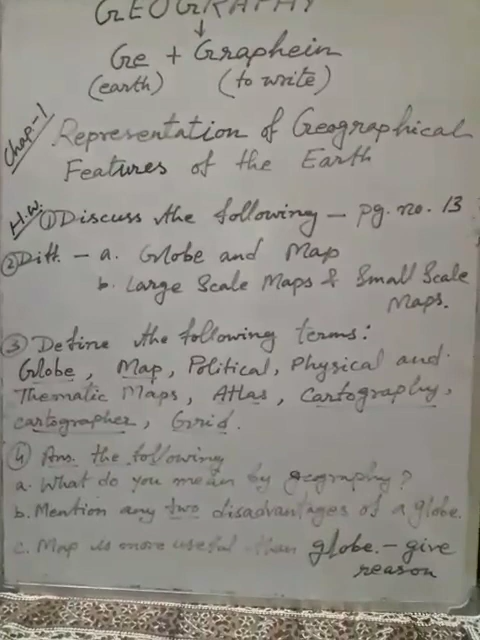 GEOGRAPHY
Ge + Graphein
(earth) (to write)
Chap-1
Representation of Geographical
Features of the Earth
H.W.
① Discuss the following - pg. no. 13
② Diff. - a. Globe and Map
b. Large Scale Maps & Small Scale
Maps.
③ Define the following terms:
Globe, Map, Political, Physical and
Thematic Maps, Atlas, Cartography,
cartographer, Grid.
④ Ans. the following
a. What do you mean by geography?
b. Mention any two disadvantages of a globe.
c. Map is more useful than globe. - give
reason